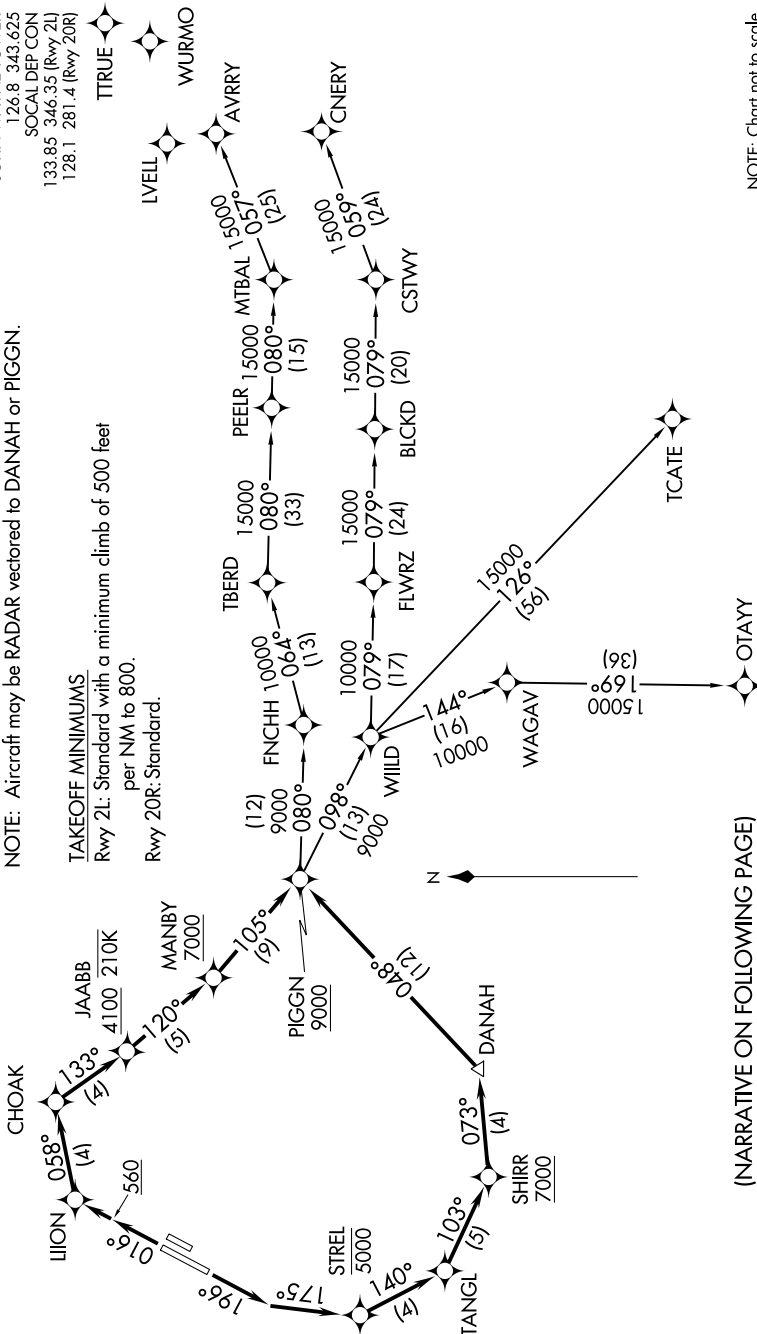 126.8 343.625
SOCAL DEP CON
133.85 346.35 (Rwy 2L)
128.1 281.4 (Rwy 20R)
NOTE: Aircraft may be RADAR vectored to DANAH or PIGGN.
TAKEOFF MINIMUMS
Rwy 2L: Standard with a minimum climb of 500 feet
per NM to 800.
Rwy 20R: Standard.
TTRUE
WURMO
LVELL
AVRRY
CNERY
15000
057°
(25)
15000
059°
(24)
MTBAL
CSTWY
15000
080°
(15)
15000
079°
(20)
PEELR
BLCKD
15000
080°
(33)
15000
079°
(24)
TBERD
FLWRZ
10000
064°
(13)
10000
079°
(17)
FNCHH
WIILD
(12)
9000
080°
098°
(13)
9000
15000
126°
(56)
TCATE
144°
(19)
10000
WAGAV
(36)
169°
15000
OTAYY
CHOAK
JAABB
4100 210K
MANBY
7000
133°
(4)
120°
(5)
105°
(9)
PIGGN
9000
N
048°
(12)
DANAH
073°
(4)
SHIRR
7000
103°
(5)
TANGL
140°
(4)
STREL
5000
175°
196°
016°
560
LIION
058°
(4)
(NARRATIVE ON FOLLOWING PAGE)
NOTE: Chart not to scale